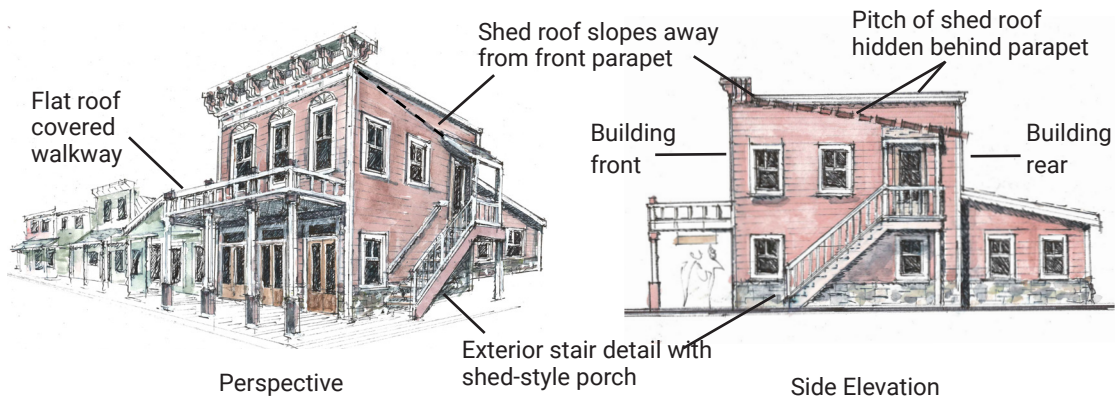 Shed roof slopes away
from front parapet
Pitch of shed roof
hidden behind parapet
Flat roof
covered
walkway
Building
front
Building
rear
Exterior stair detail with
shed-style porch
Perspective
Side Elevation